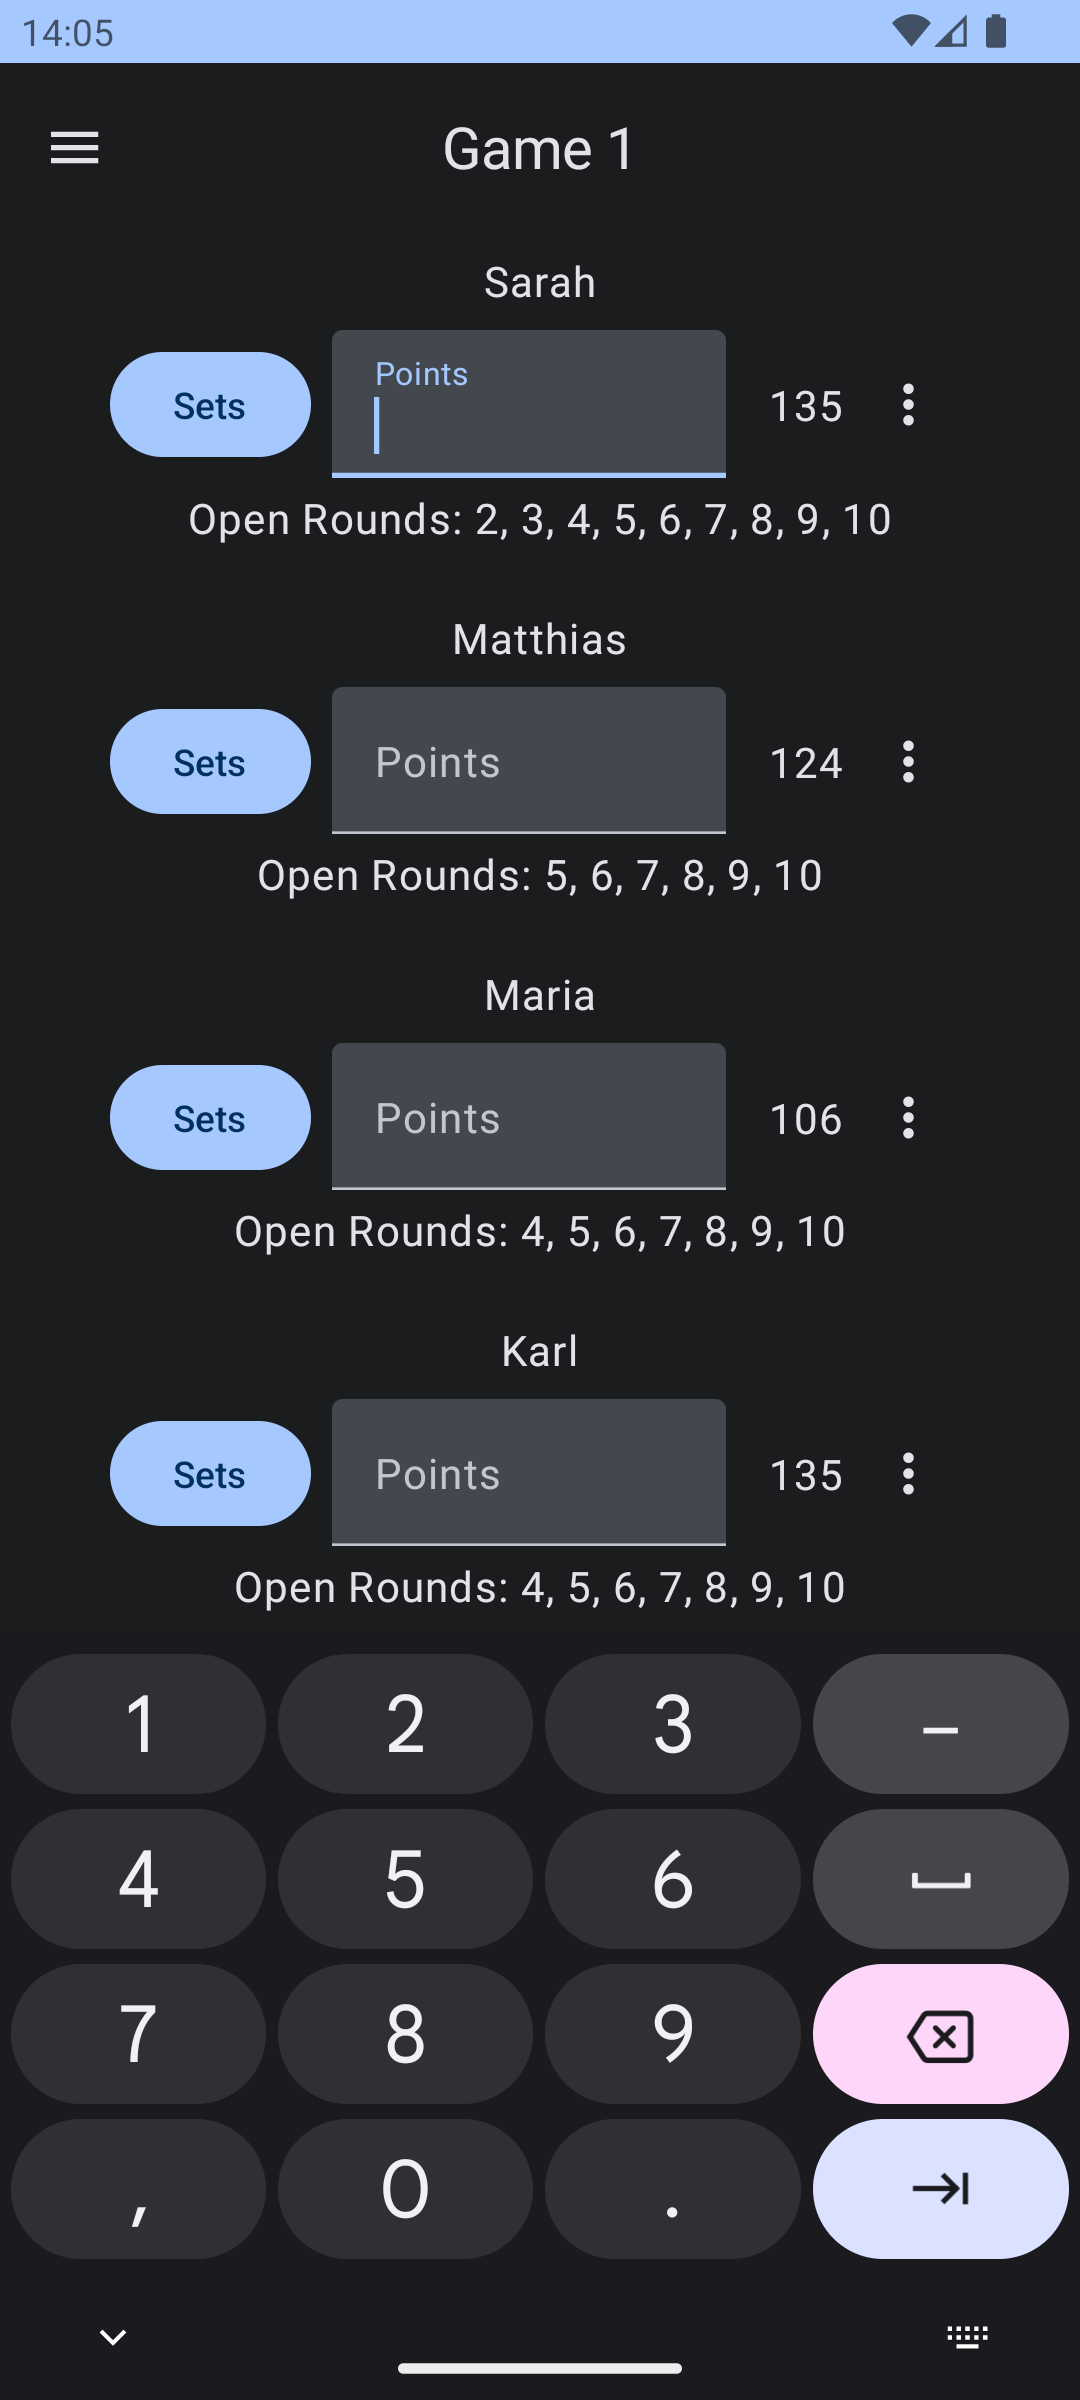 14:05
Game 1
Sarah
Sets
Points
135
Open Rounds: 2, 3, 4, 5, 6, 7, 8, 9, 10
Matthias
Sets
Points
124
Open Rounds: 5, 6, 7, 8, 9, 10
Maria
Sets
Points
106
Open Rounds: 4, 5, 6, 7, 8, 9, 10
Karl
Sets
Points
135
Open Rounds: 4, 5, 6, 7, 8, 9, 10
1 2 3 –
4 5 6
7 8 9
, 0 .